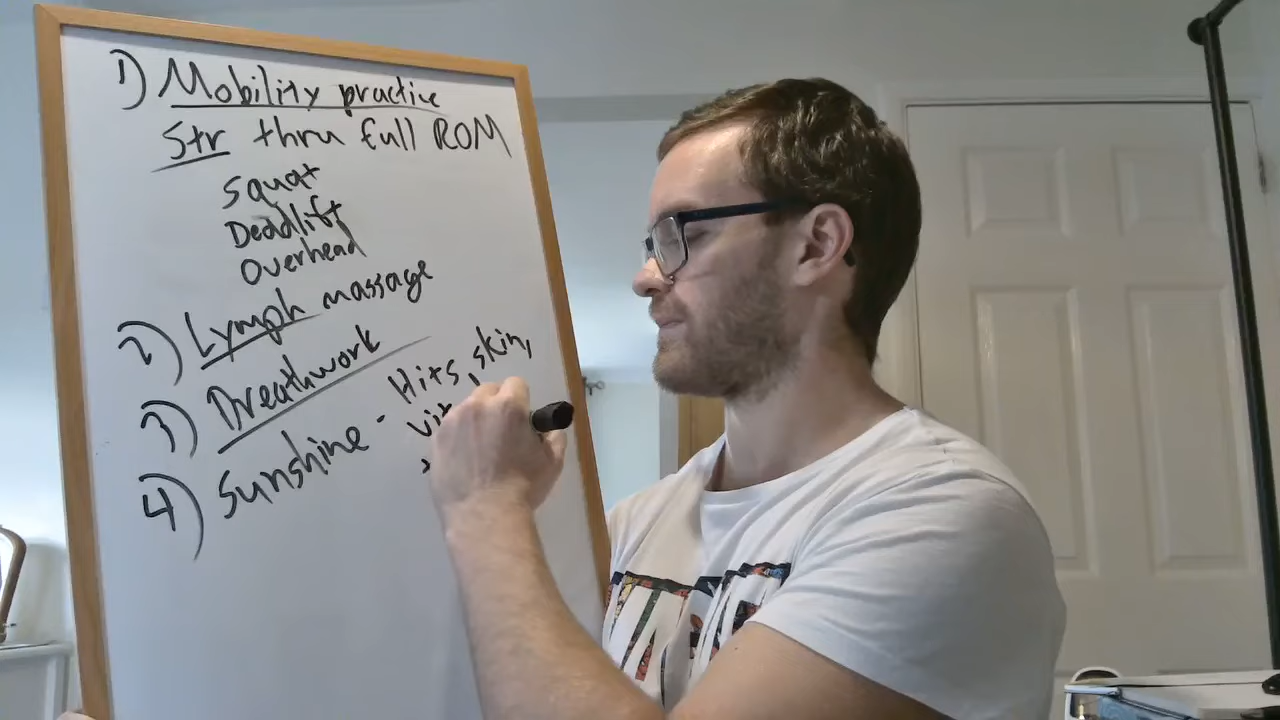 1) Mobility practice
Str thru full ROM
Squat
Deadlift
Overhead
2) Lymph massage
3) Breathwork
4) Sunshine - Hits skin,